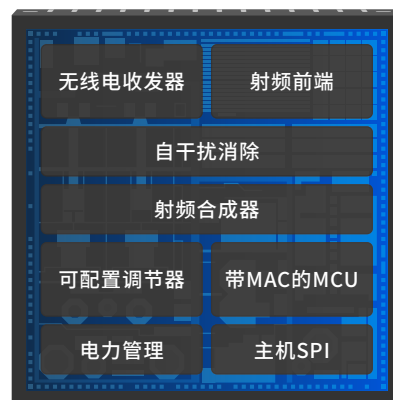 无线电收发器
射频前端
自干扰消除
射频合成器
可配置调节器
带MAC的MCU
电力管理
主机SPI